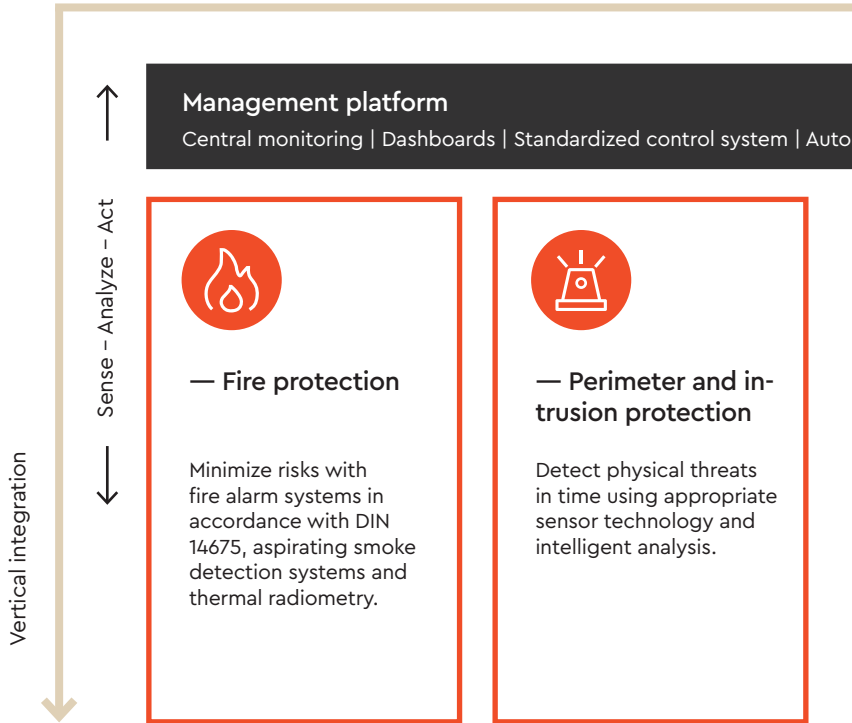 Management platform
Central monitoring | Dashboards | Standardized control system | Auto
Sense – Analyze – Act
Vertical integration
— Fire protection
Minimize risks with
fire alarm systems in
accordance with DIN
14675, aspirating smoke
detection systems and
thermal radiometry.
— Perimeter and in-
trusion protection
Detect physical threats
in time using appropriate
sensor technology and
intelligent analysis.